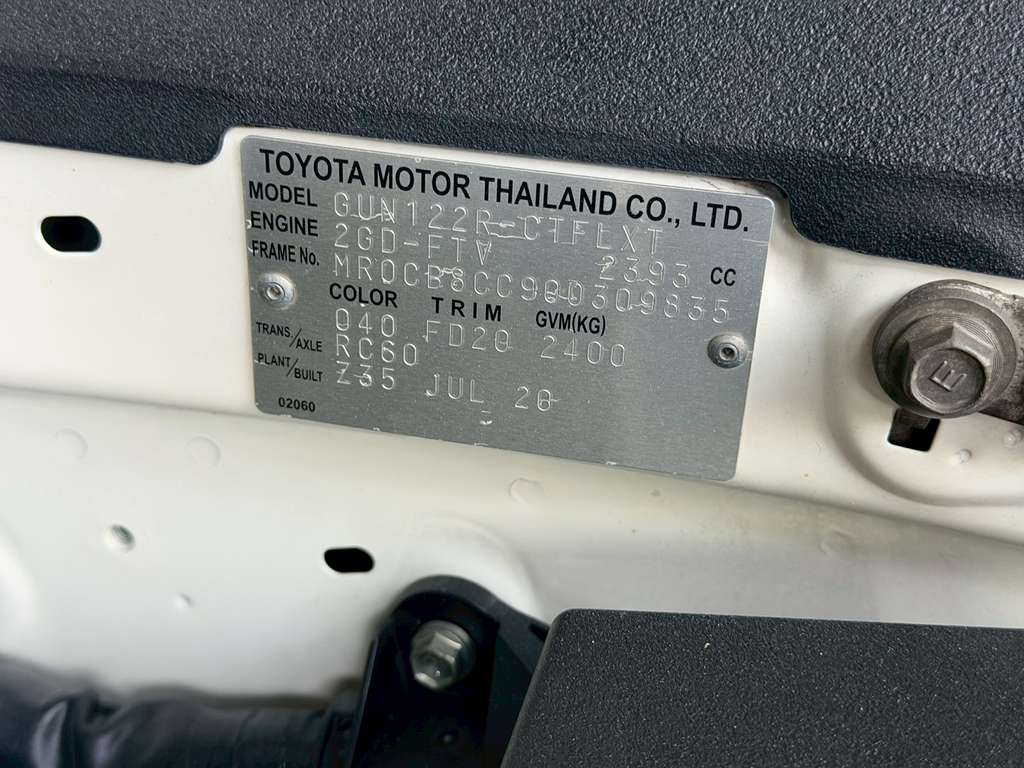 TOYOTA MOTOR THAILAND CO., LTD.
MODEL GUN122R-CTFLXT
ENGINE 2GD-FTV 2393 CC
FRAME No. MR0CB8CC900309835
COLOR TRIM GVM(KG)
040 FD20 2400
TRANS./AXLE RC60
PLANT/BUILT Z35 JUL 20
02060
E